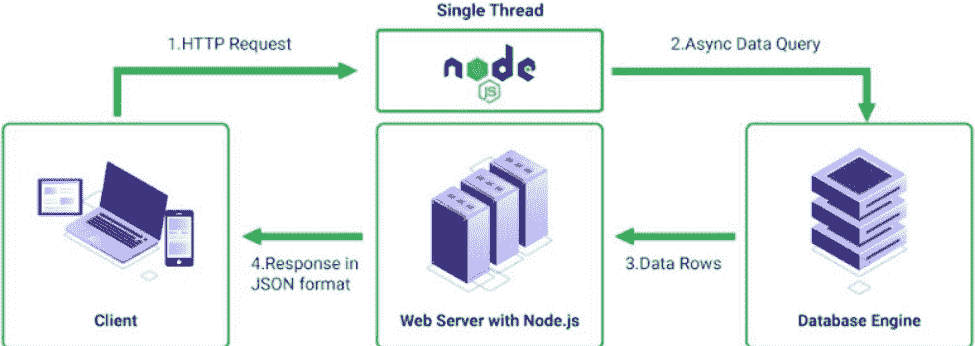 Single Thread
1.HTTP Request
2.Async Data Query
node
JS
4.Response in
JSON format
3.Data Rows
Client
Web Server with Node.js
Database Engine